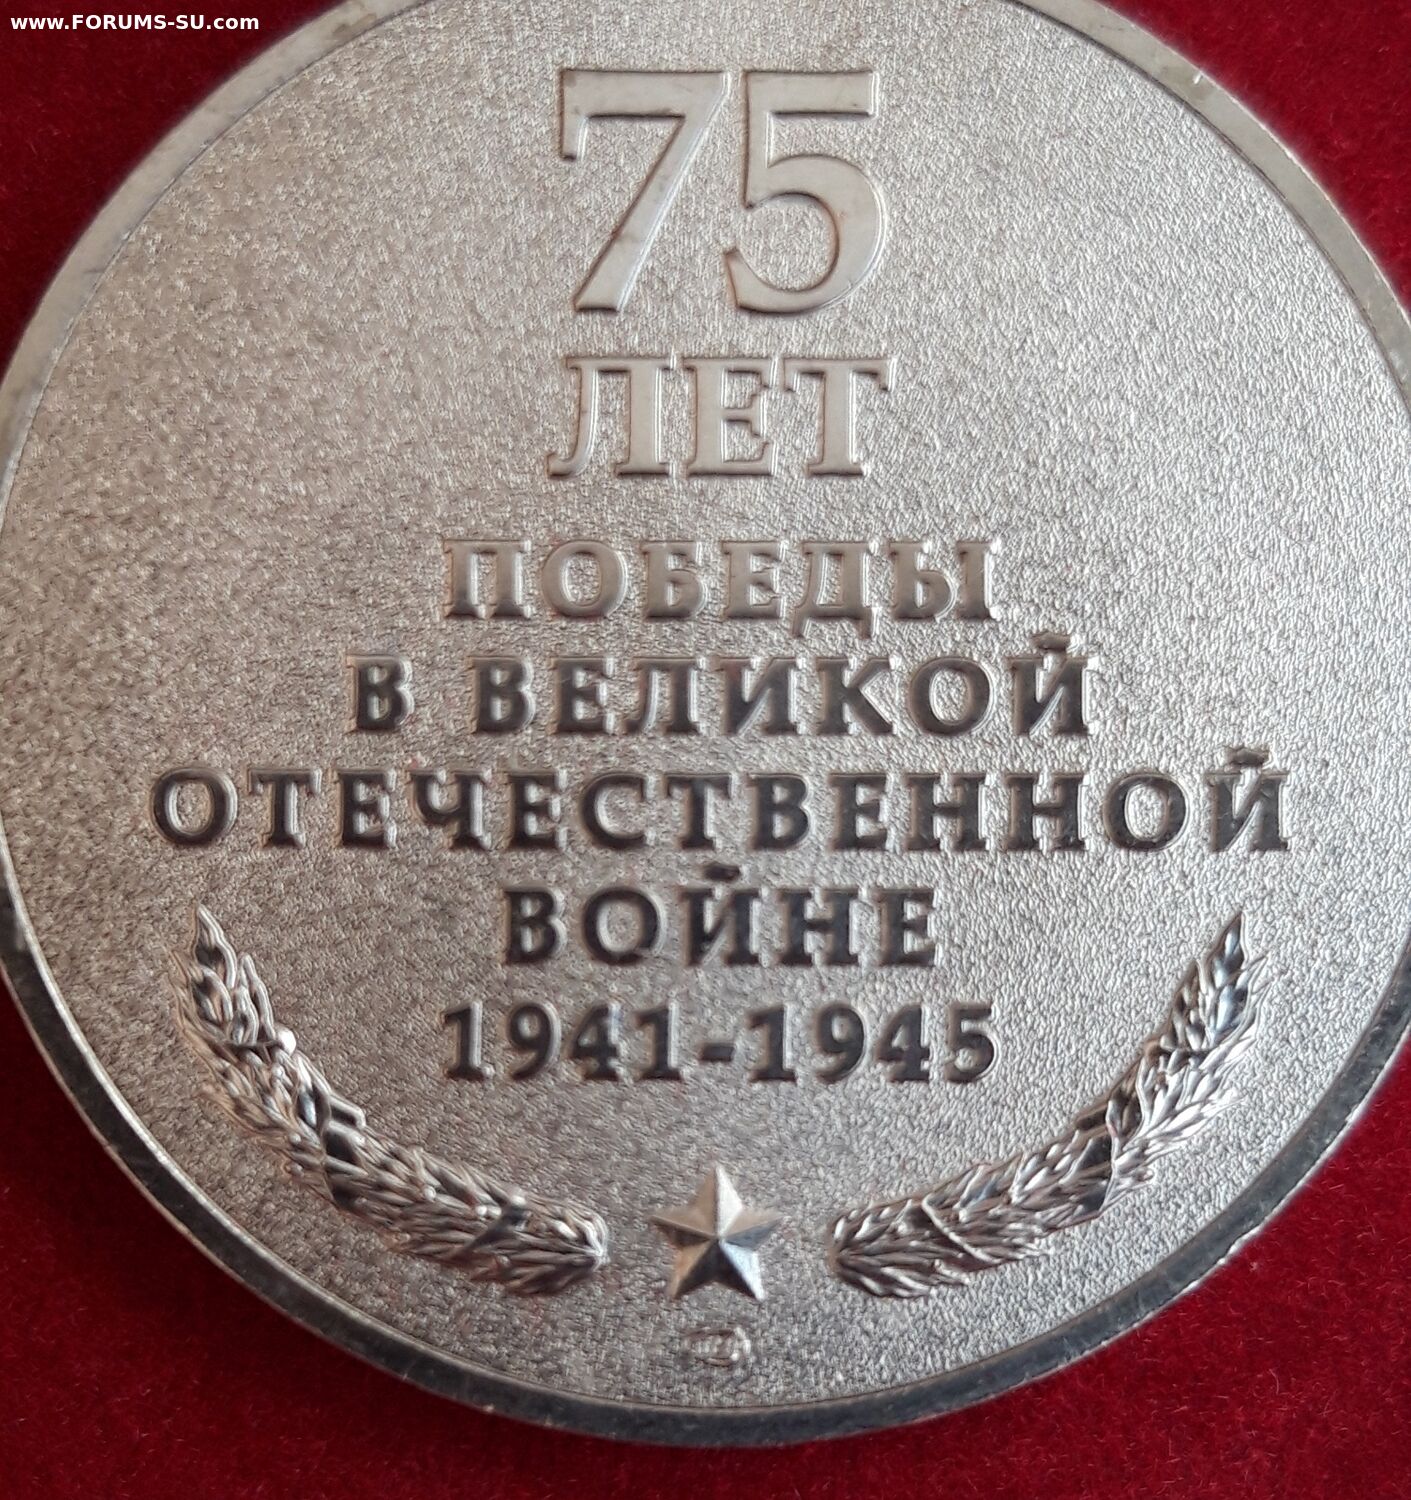 www.FORUMS-SU.com
75
ЛЕТ
ПОБЕДЫ
В ВЕЛИКОЙ
ОТЕЧЕСТВЕННОЙ
ВОЙНЕ
1941-1945